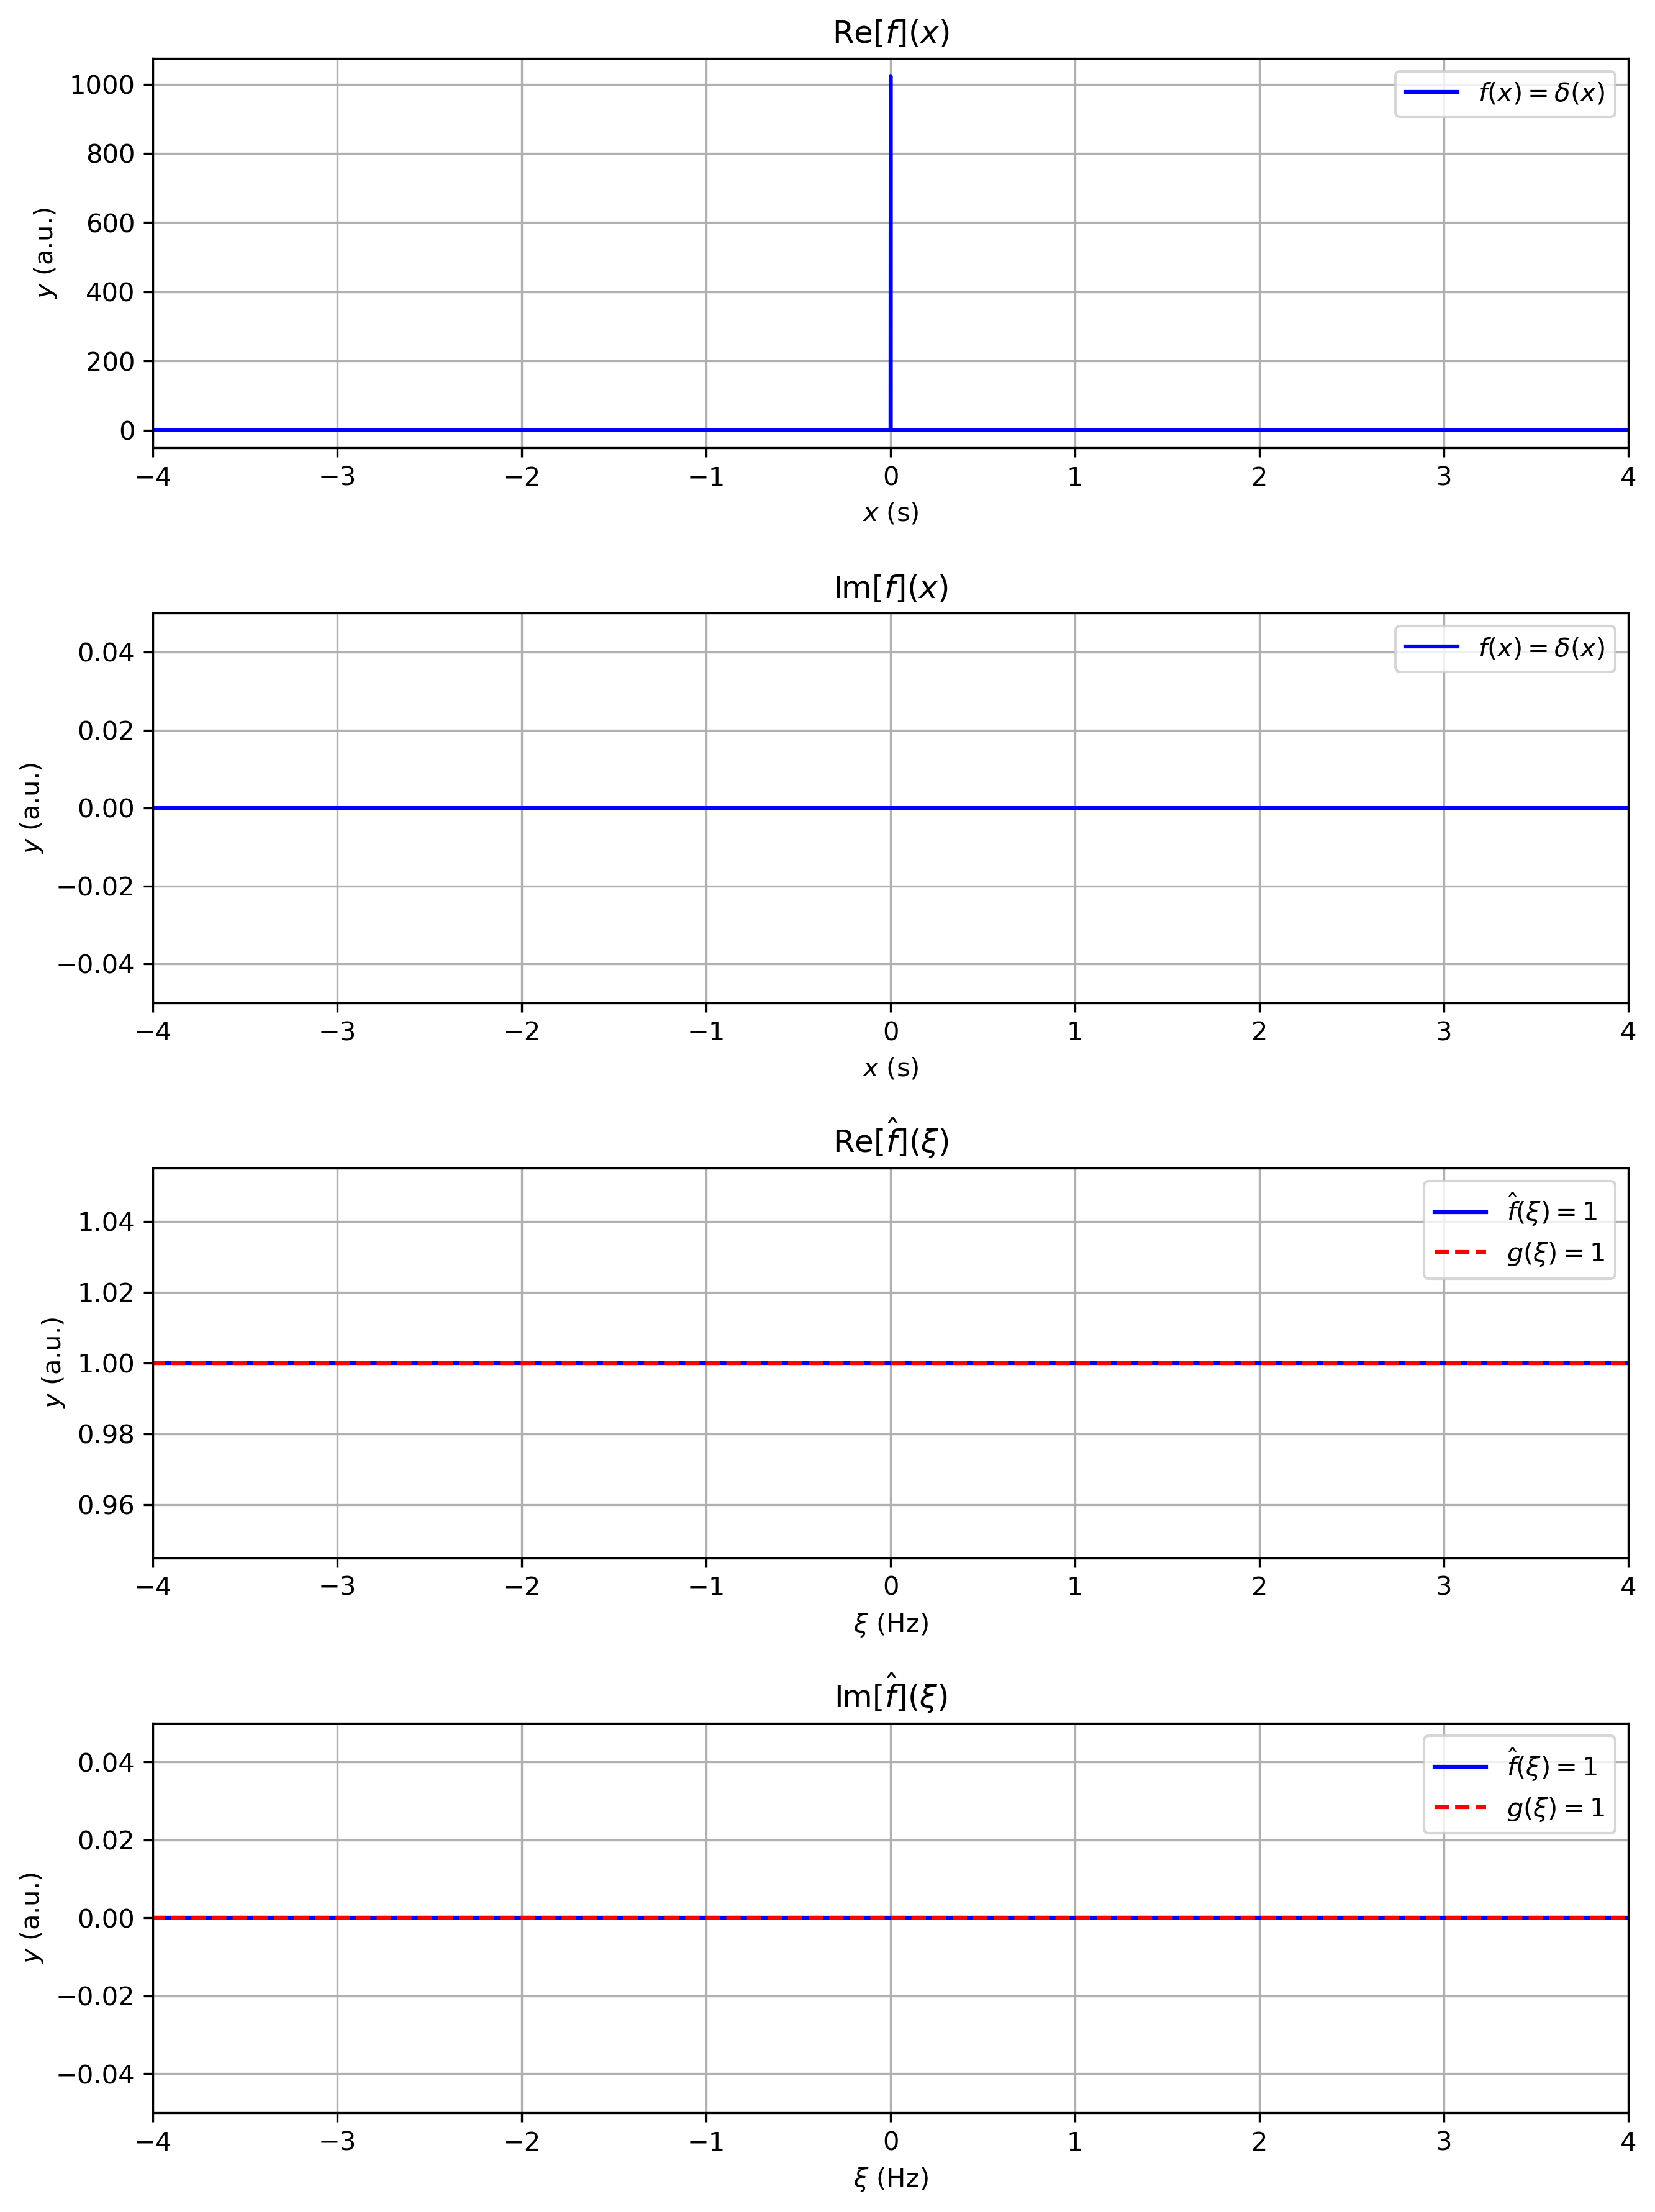 Re[f](x)
1000
800
600
400
200
0
y (a.u.)
f(x) = δ(x)
−4 −3 −2 −1 0 1 2 3 4
x (s)
Im[f](x)
0.04
0.02
0.00
−0.02
−0.04
y (a.u.)
f(x) = δ(x)
−4 −3 −2 −1 0 1 2 3 4
x (s)
Re[f̂](ξ)
1.04
1.02
1.00
0.98
0.96
y (a.u.)
f̂(ξ) = 1
g(ξ) = 1
−4 −3 −2 −1 0 1 2 3 4
ξ (Hz)
Im[f̂](ξ)
0.04
0.02
0.00
−0.02
−0.04
y (a.u.)
f̂(ξ) = 1
g(ξ) = 1
−4 −3 −2 −1 0 1 2 3 4
ξ (Hz)